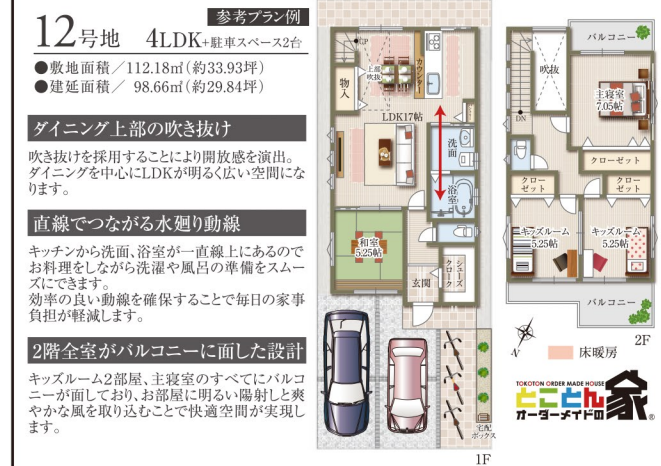 参考プラン例
12号地 4LDK+駐車スペース2台
●敷地面積／112.18㎡(約33.93坪)
●建延面積／ 98.66㎡(約29.84坪)
ダイニング上部の吹き抜け
吹き抜けを採用することにより開放感を演出。
ダイニングを中心にLDKが明るく広い空間にな
ります。
直線でつながる水廻り動線
キッチンから洗面、浴室が一直線上にあるので
お料理をしながら洗濯や風呂の準備をスムー
ズにできます。
効率の良い動線を確保することで毎日の家事
負担が軽減します。
2階全室がバルコニーに面した設計
キッズルーム2部屋、主寝室のすべてにバルコ
ニーが面しており、お部屋に明るい陽射しと爽
やかな風を取り込むことで快適空間が実現し
ます。
UP
上部
吹抜
カウンター
物入
LDK17帖
洗面
浴室
和室
5.25帖
玄関
シューズ
クローク
宅配
ボックス
1F
バルコニー
吹抜
主寝室
7.05帖
DN
クローゼット
クロー
ゼット
クロー
ゼット
キッズルーム
5.25帖
キッズルーム
5.25帖
バルコニー
2F
N
床暖房
TOKOTON ORDER MADE HOUSE
とことん
オーダーメイドの
家
®